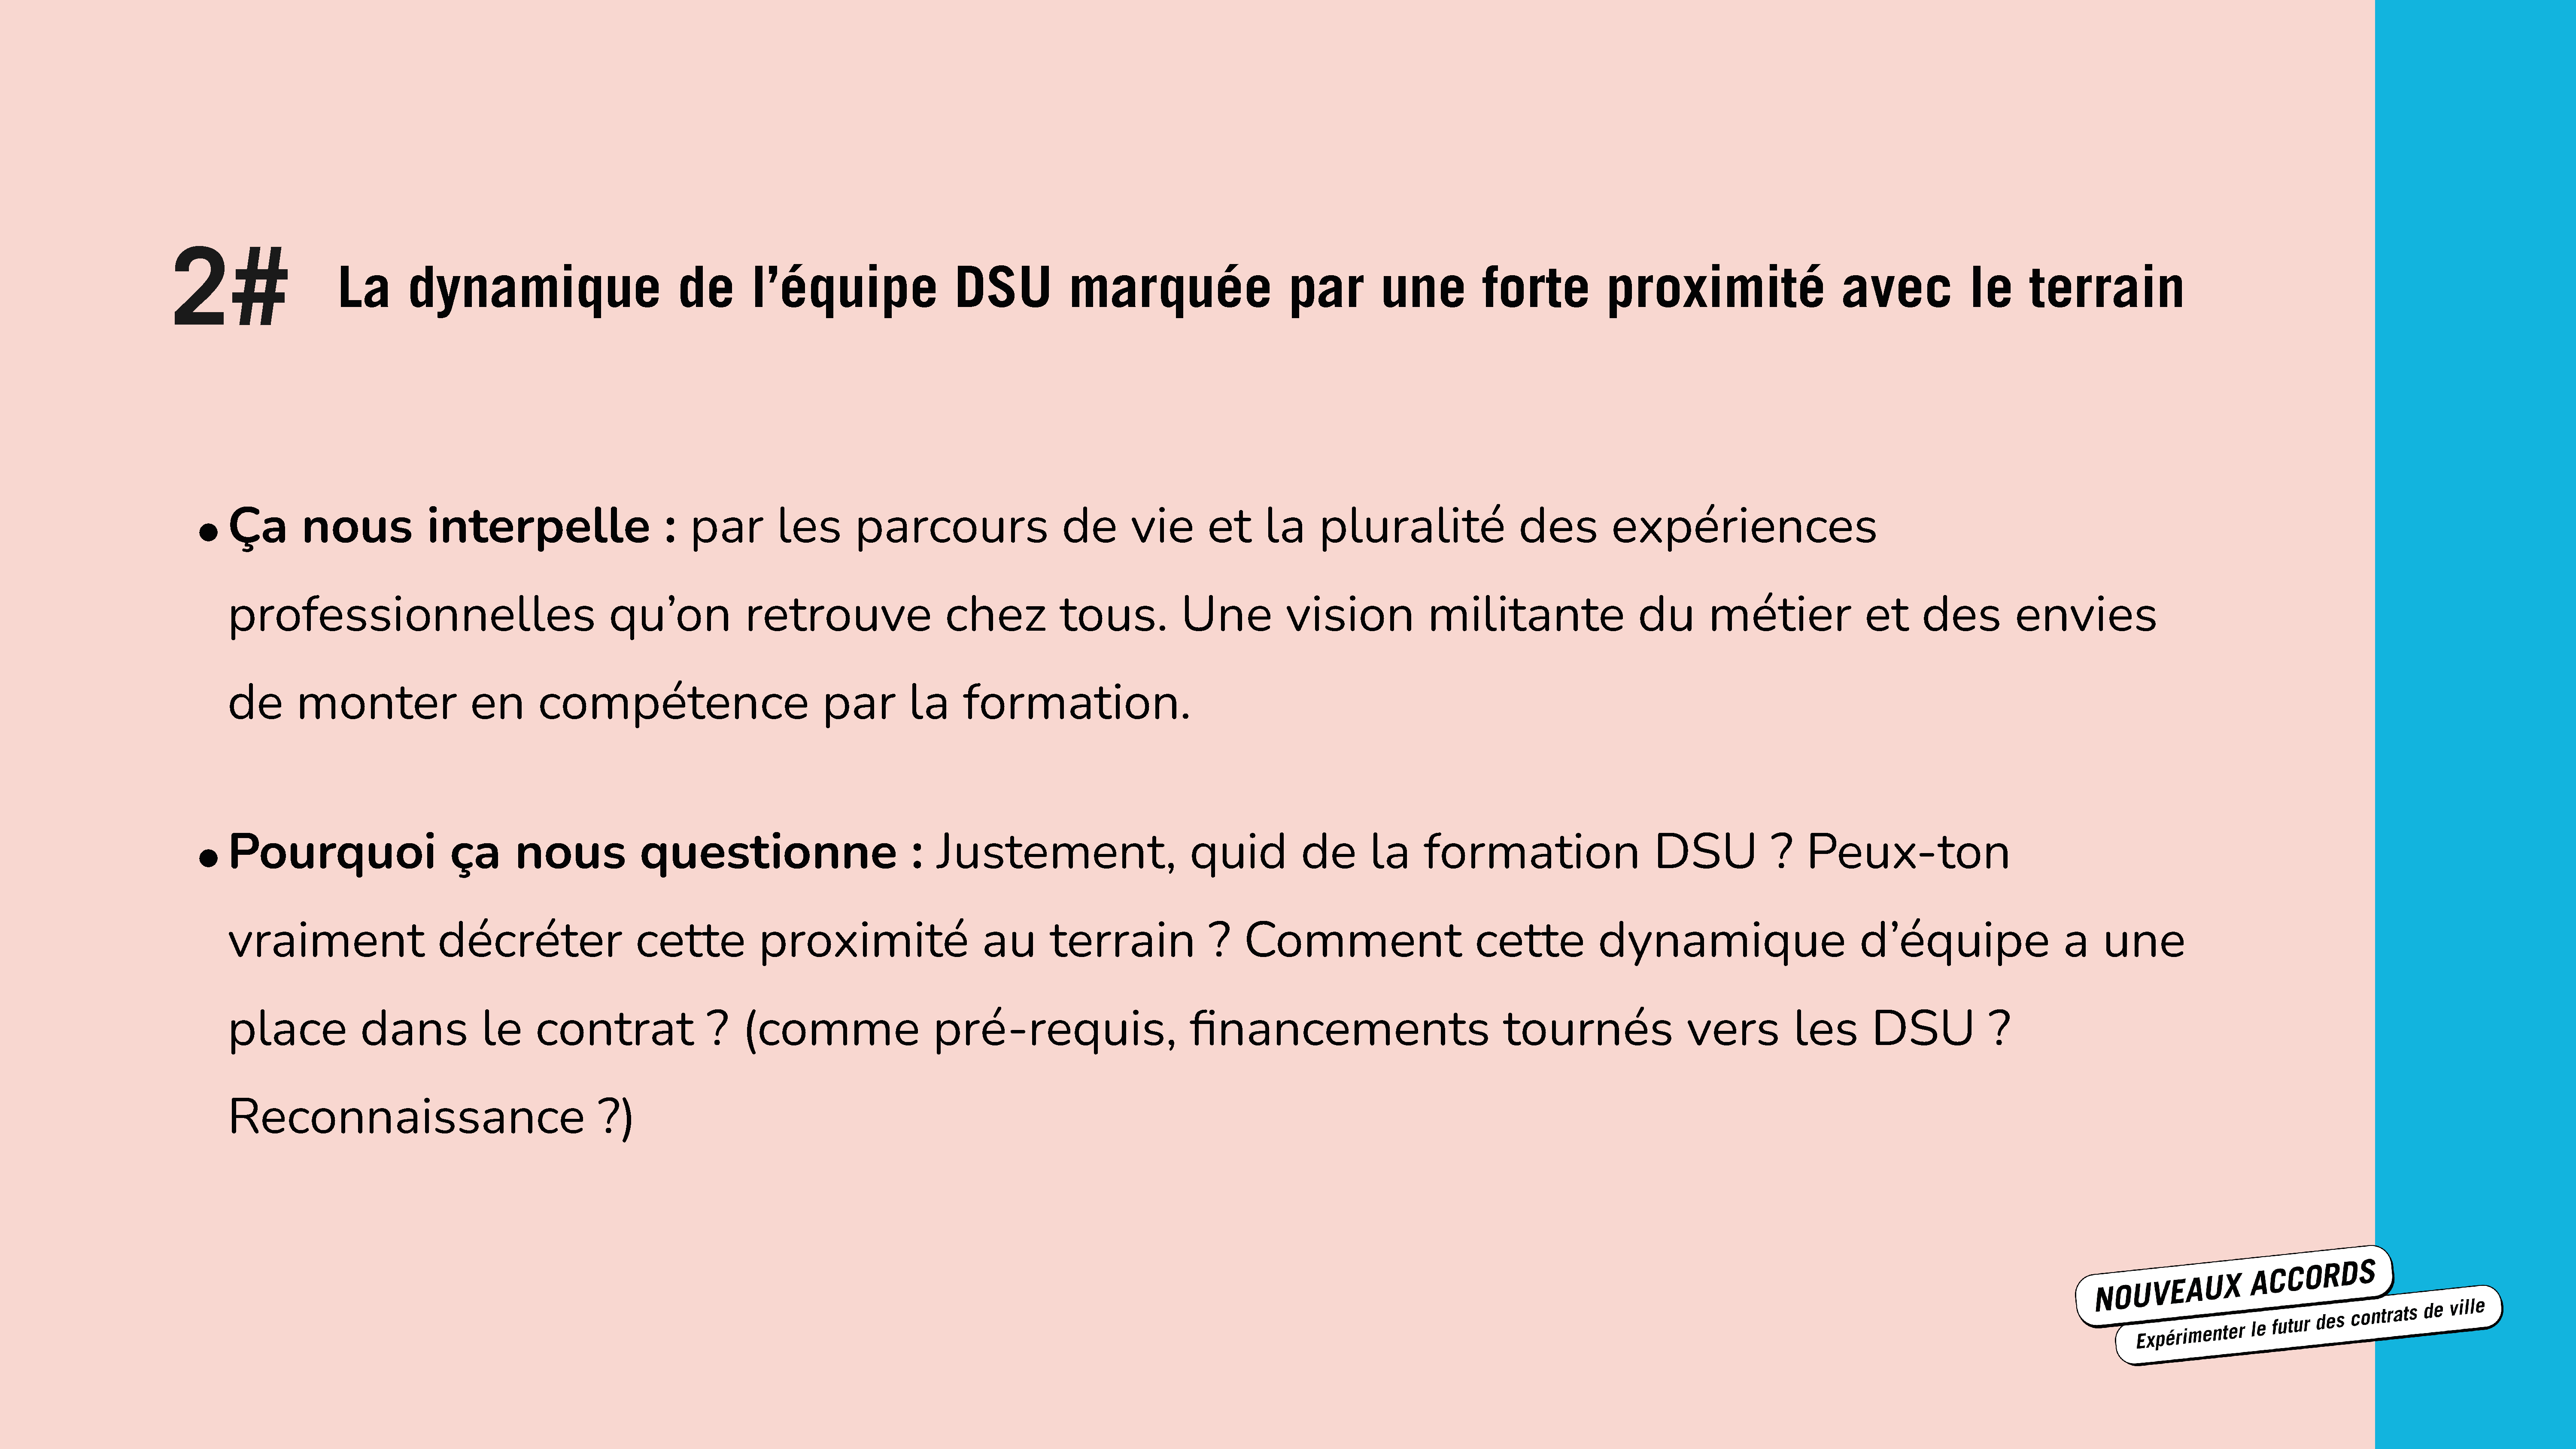 2# La dynamique de l’équipe DSU marquée par une forte proximité avec le terrain
• Ça nous interpelle : par les parcours de vie et la pluralité des expériences
professionnelles qu’on retrouve chez tous. Une vision militante du métier et des envies
de monter en compétence par la formation.
• Pourquoi ça nous questionne : Justement, quid de la formation DSU ? Peux-ton
vraiment décréter cette proximité au terrain ? Comment cette dynamique d’équipe a une
place dans le contrat ? (comme pré-requis, financements tournés vers les DSU ?
Reconnaissance ?)
NOUVEAUX ACCORDS
Expérimenter le futur des contrats de ville